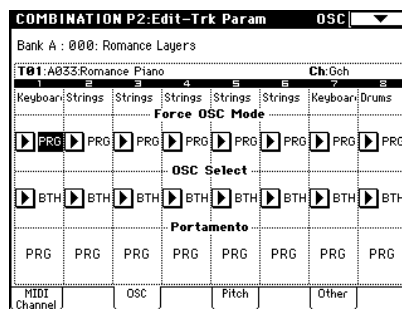 COMBINATION P2:Edit-Trk Param OSC
Bank A : 000: Romance Layers
T01:A033:Romance Piano Ch:Gch
1 2 3 4 5 6 7 8
Keyboar Strings Strings Strings Strings Strings Keyboar Drums
Force OSC Mode
PRG PRG PRG PRG PRG PRG PRG PRG
OSC Select
BTH BTH BTH BTH BTH BTH BTH BTH
Portamento
PRG PRG PRG PRG PRG PRG PRG PRG
MIDI Channel OSC Pitch Other